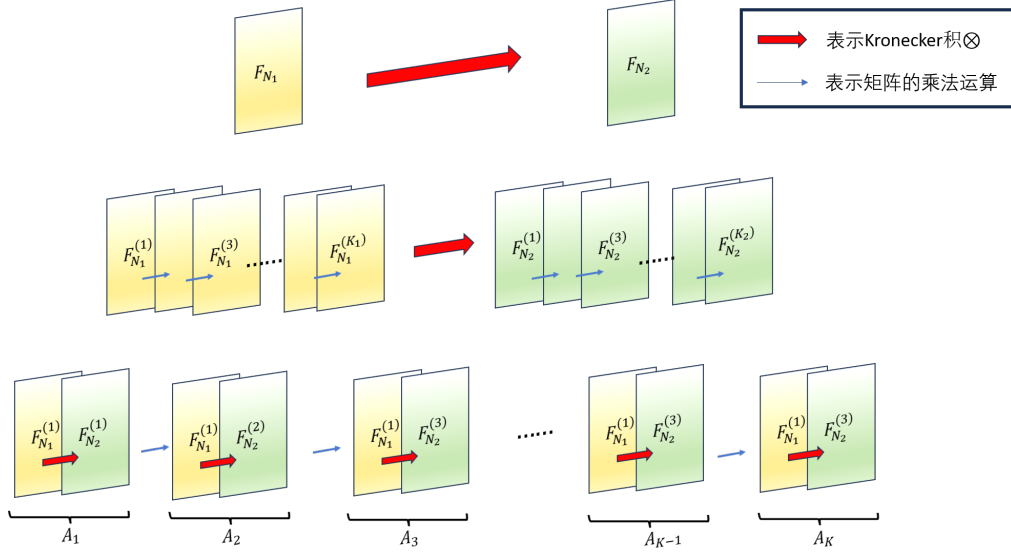 F_{N_1}
F_{N_2}
表示Kronecker积⊗
表示矩阵的乘法运算
F_{N_1}^{(1)} F_{N_1}^{(3)} ...... F_{N_1}^{(K_1)}
F_{N_2}^{(1)} F_{N_2}^{(3)} ...... F_{N_2}^{(K_2)}
F_{N_1}^{(1)} F_{N_2}^{(1)} F_{N_1}^{(1)} F_{N_2}^{(2)} F_{N_1}^{(1)} F_{N_2}^{(3)} ...... F_{N_1}^{(1)} F_{N_2}^{(3)} F_{N_1}^{(1)} F_{N_2}^{(3)}
A_1 A_2 A_3 A_{K-1} A_K